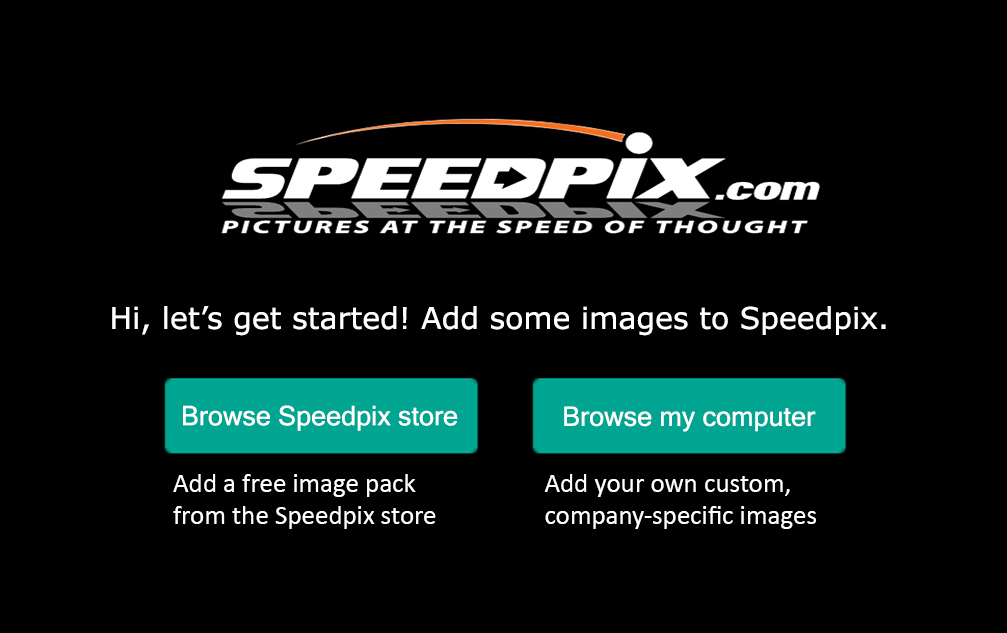 SPEEDPIX.com
PICTURES AT THE SPEED OF THOUGHT
Hi, let’s get started! Add some images to Speedpix.
Browse Speedpix store
Add a free image pack
from the Speedpix store
Browse my computer
Add your own custom,
company-specific images